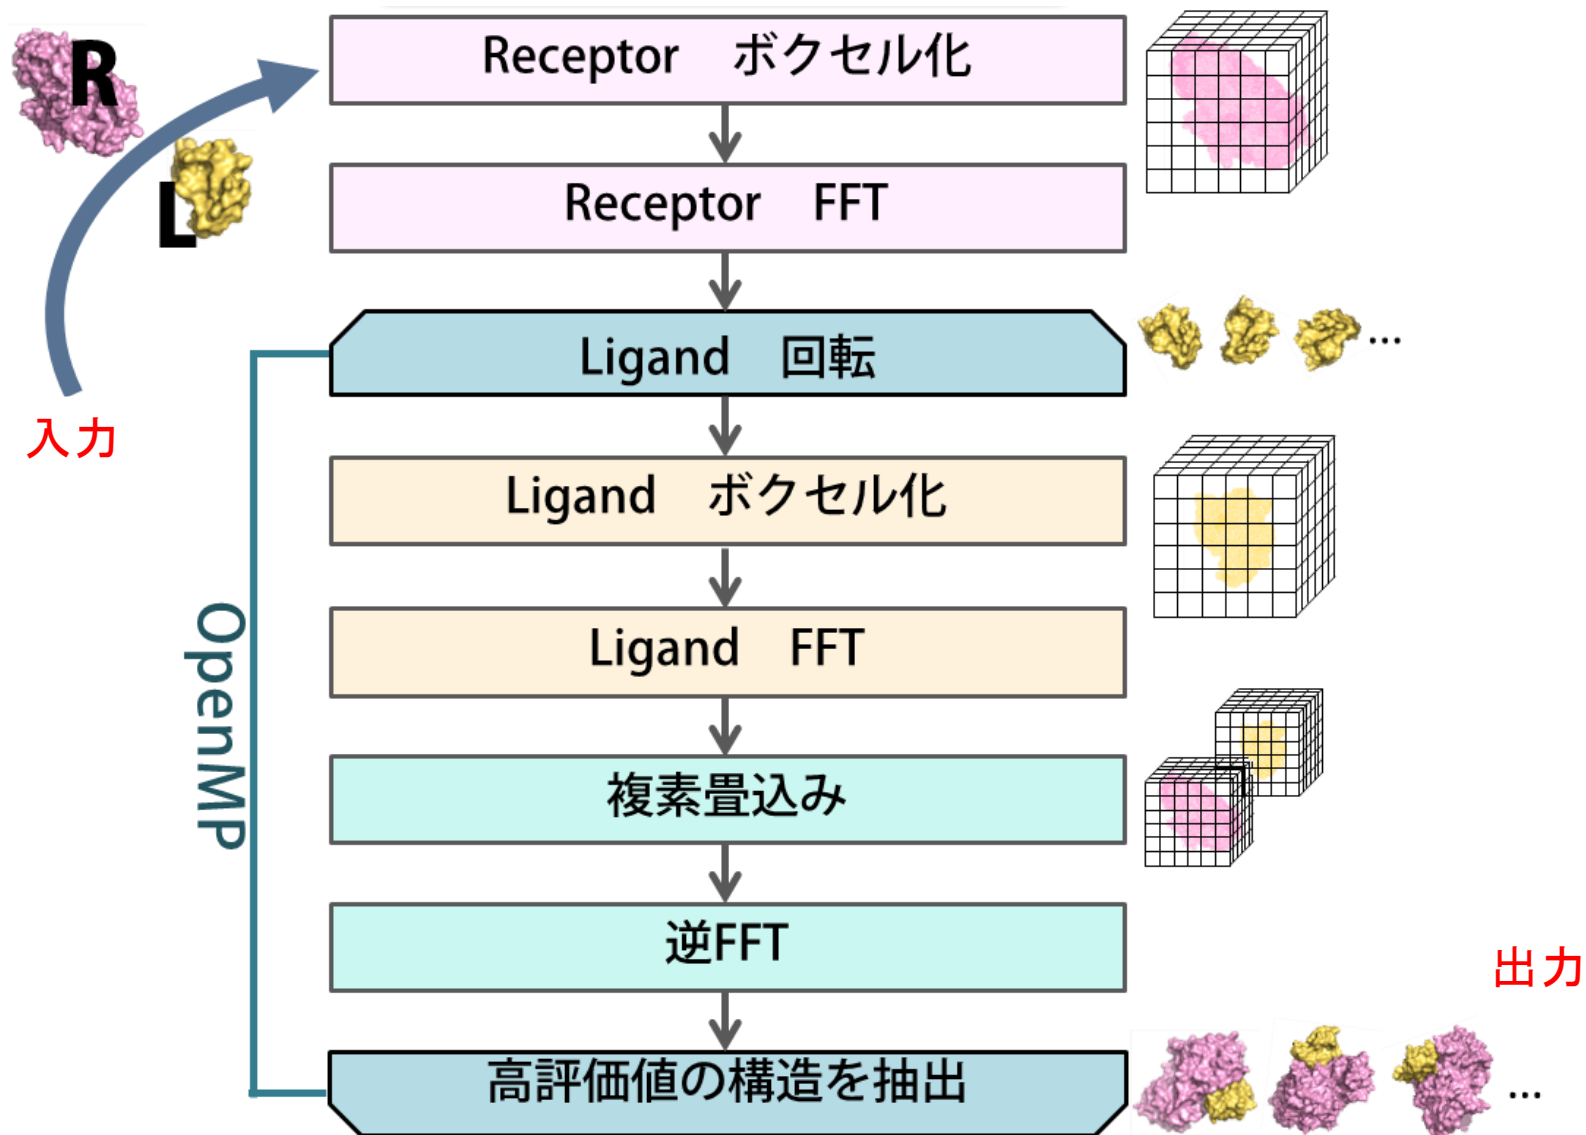 R
L
入力
Receptor　ボクセル化
Receptor　FFT
Ligand　回転
...
Ligand　ボクセル化
Ligand　FFT
OpenMP
複素畳込み
逆FFT
出力
高評価値の構造を抽出
...